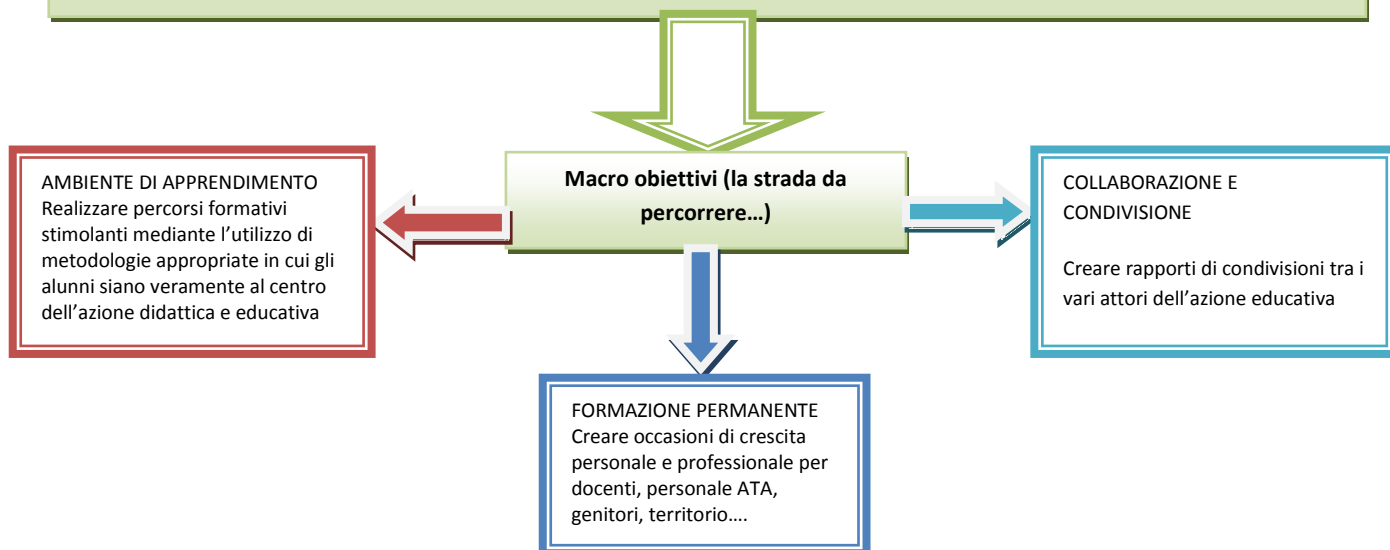 Macro obiettivi (la strada da
percorrere…)
AMBIENTE DI APPRENDIMENTO
Realizzare percorsi formativi
stimolanti mediante l’utilizzo di
metodologie appropriate in cui gli
alunni siano veramente al centro
dell’azione didattica e educativa
COLLABORAZIONE E
CONDIVISIONE
Creare rapporti di condivisioni tra i
vari attori dell’azione educativa
FORMAZIONE PERMANENTE
Creare occasioni di crescita
personale e professionale per
docenti, personale ATA,
genitori, territorio….